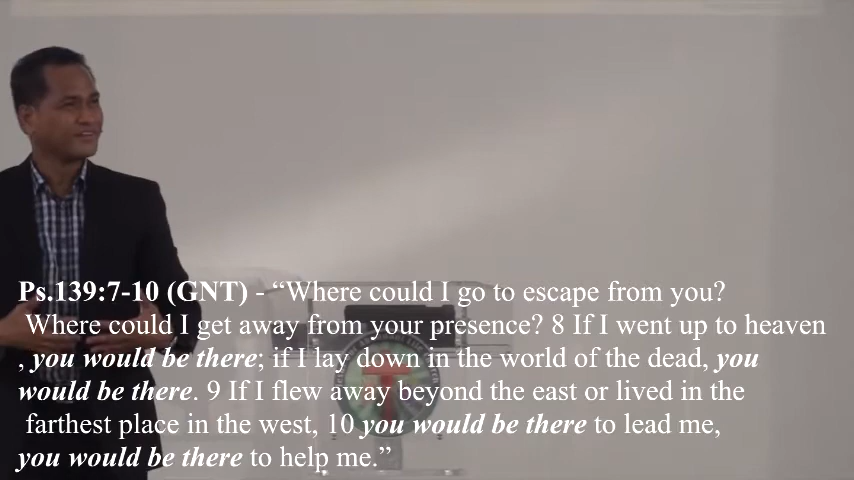 Ps.139:7-10 (GNT) - “Where could I go to escape from you?
Where could I get away from your presence? 8 If I went up to heaven
, you would be there; if I lay down in the world of the dead, you
would be there. 9 If I flew away beyond the east or lived in the
farthest place in the west, 10 you would be there to lead me,
you would be there to help me.”